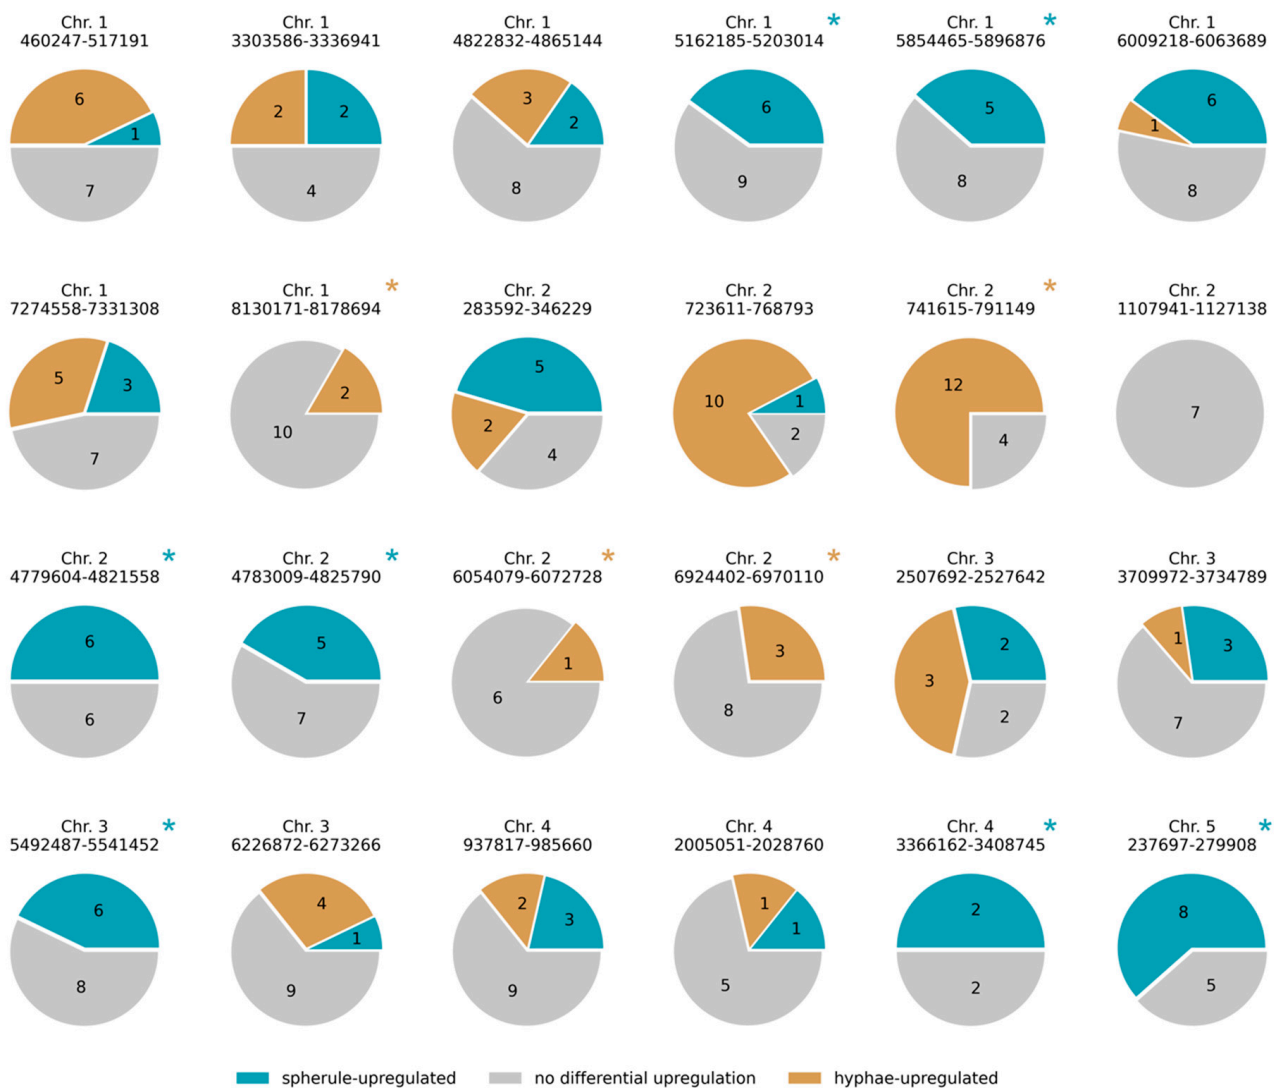 Chr. 1 Chr. 1 Chr. 1 Chr. 1 * Chr. 1 * Chr. 1
460247-517191 3303586-3336941 4822832-4865144 5162185-5203014 5854465-5896876 6009218-6063689
6 1 7
2 2 4
3 2 8
6 9
5 8
6 1 8
Chr. 1 Chr. 1 * Chr. 2 Chr. 2 Chr. 2 * Chr. 2
7274558-7331308 8130171-8178694 283592-346229 723611-768793 741615-791149 1107941-1127138
5 3 7
2 10
5 2 4
10 1 2
12 4
7
Chr. 2 * Chr. 2 * Chr. 2 * Chr. 2 * Chr. 3 Chr. 3
4779604-4821558 4783009-4825790 6054079-6072728 6924402-6970110 2507692-2527642 3709972-3734789
6 6
5 7
1 6
3 8
2 3 2
1 3 7
Chr. 3 * Chr. 3 Chr. 4 Chr. 4 Chr. 4 * Chr. 5 *
5492487-5541452 6226872-6273266 937817-985660 2005051-2028760 3366162-3408745 237697-279908
6 8
4 1 9
2 3 9
1 1 5
2 2
8 5
spherule-upregulated no differential upregulation hyphae-upregulated